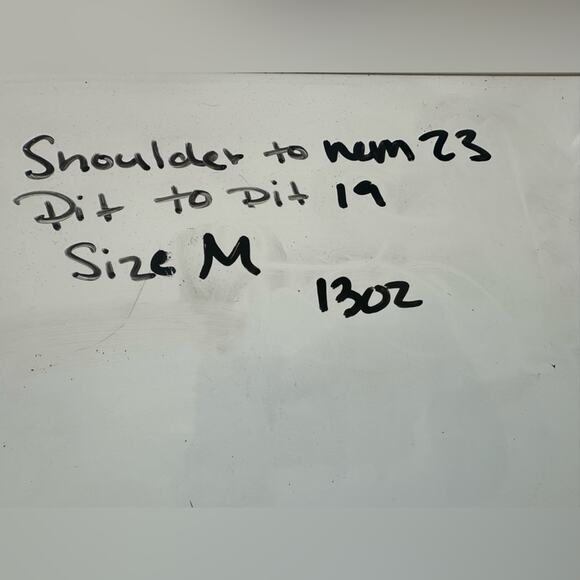 Shoulder to hem 23
Pit to Pit 19
Size M
13oz